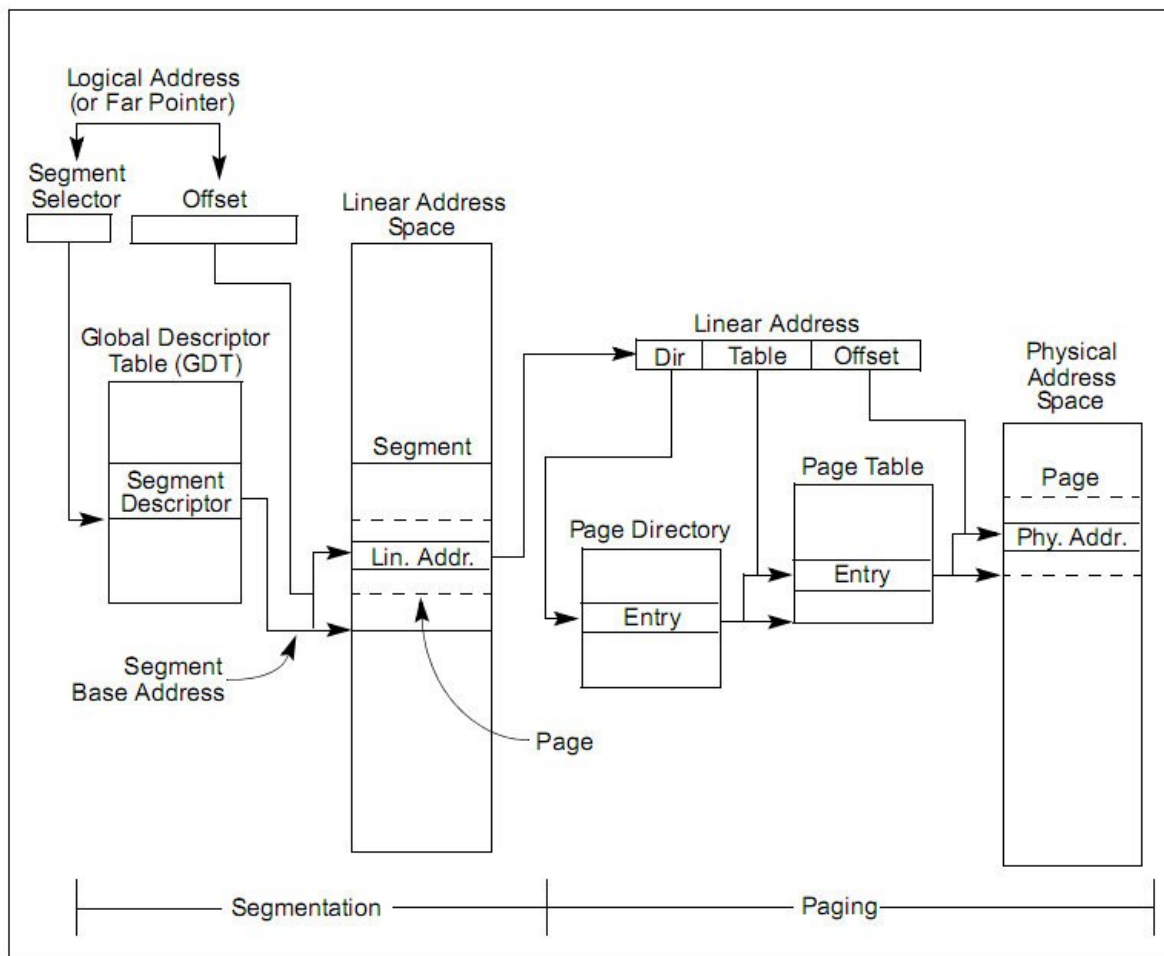 Logical Address
(or Far Pointer)
Segment
Selector
Offset
Linear Address
Space
Global Descriptor
Table (GDT)
Segment
Descriptor
Segment
Lin. Addr.
Segment
Base Address
Page
Linear Address
Dir
Table
Offset
Physical
Address
Space
Page Table
Page
Page Directory
Phy. Addr.
Entry
Entry
Segmentation
Paging